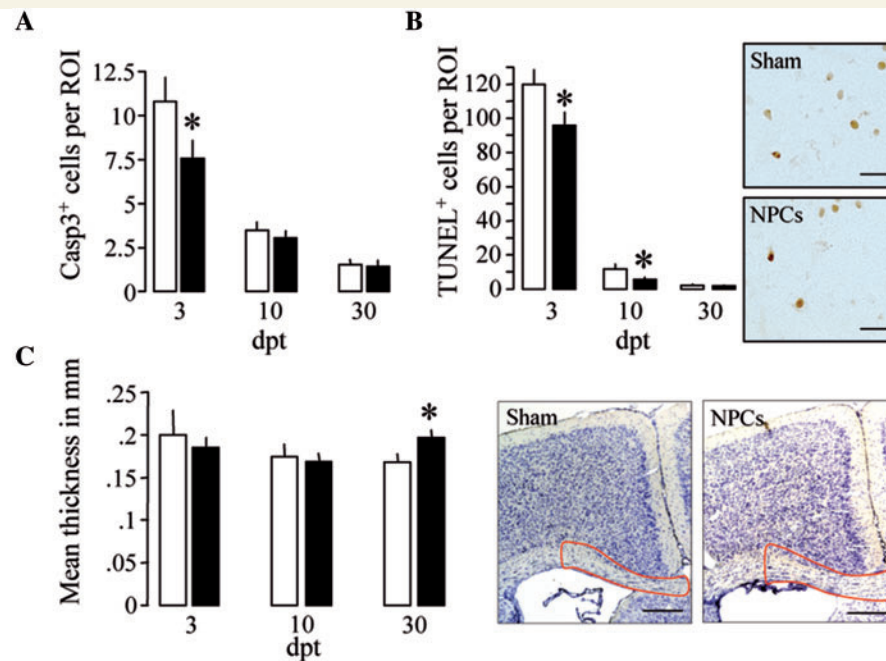 A
Casp3+ cells per ROI
12.5
10
7.5
5
2.5
0
*
3
10
30
dpt
B
TUNEL+ cells per ROI
120
100
80
60
40
20
0
*
*
3
10
30
dpt
Sham
NPCs
C
Mean thickness in mm
.25
.2
.15
.1
.05
0
*
3
10
30
dpt
Sham
NPCs